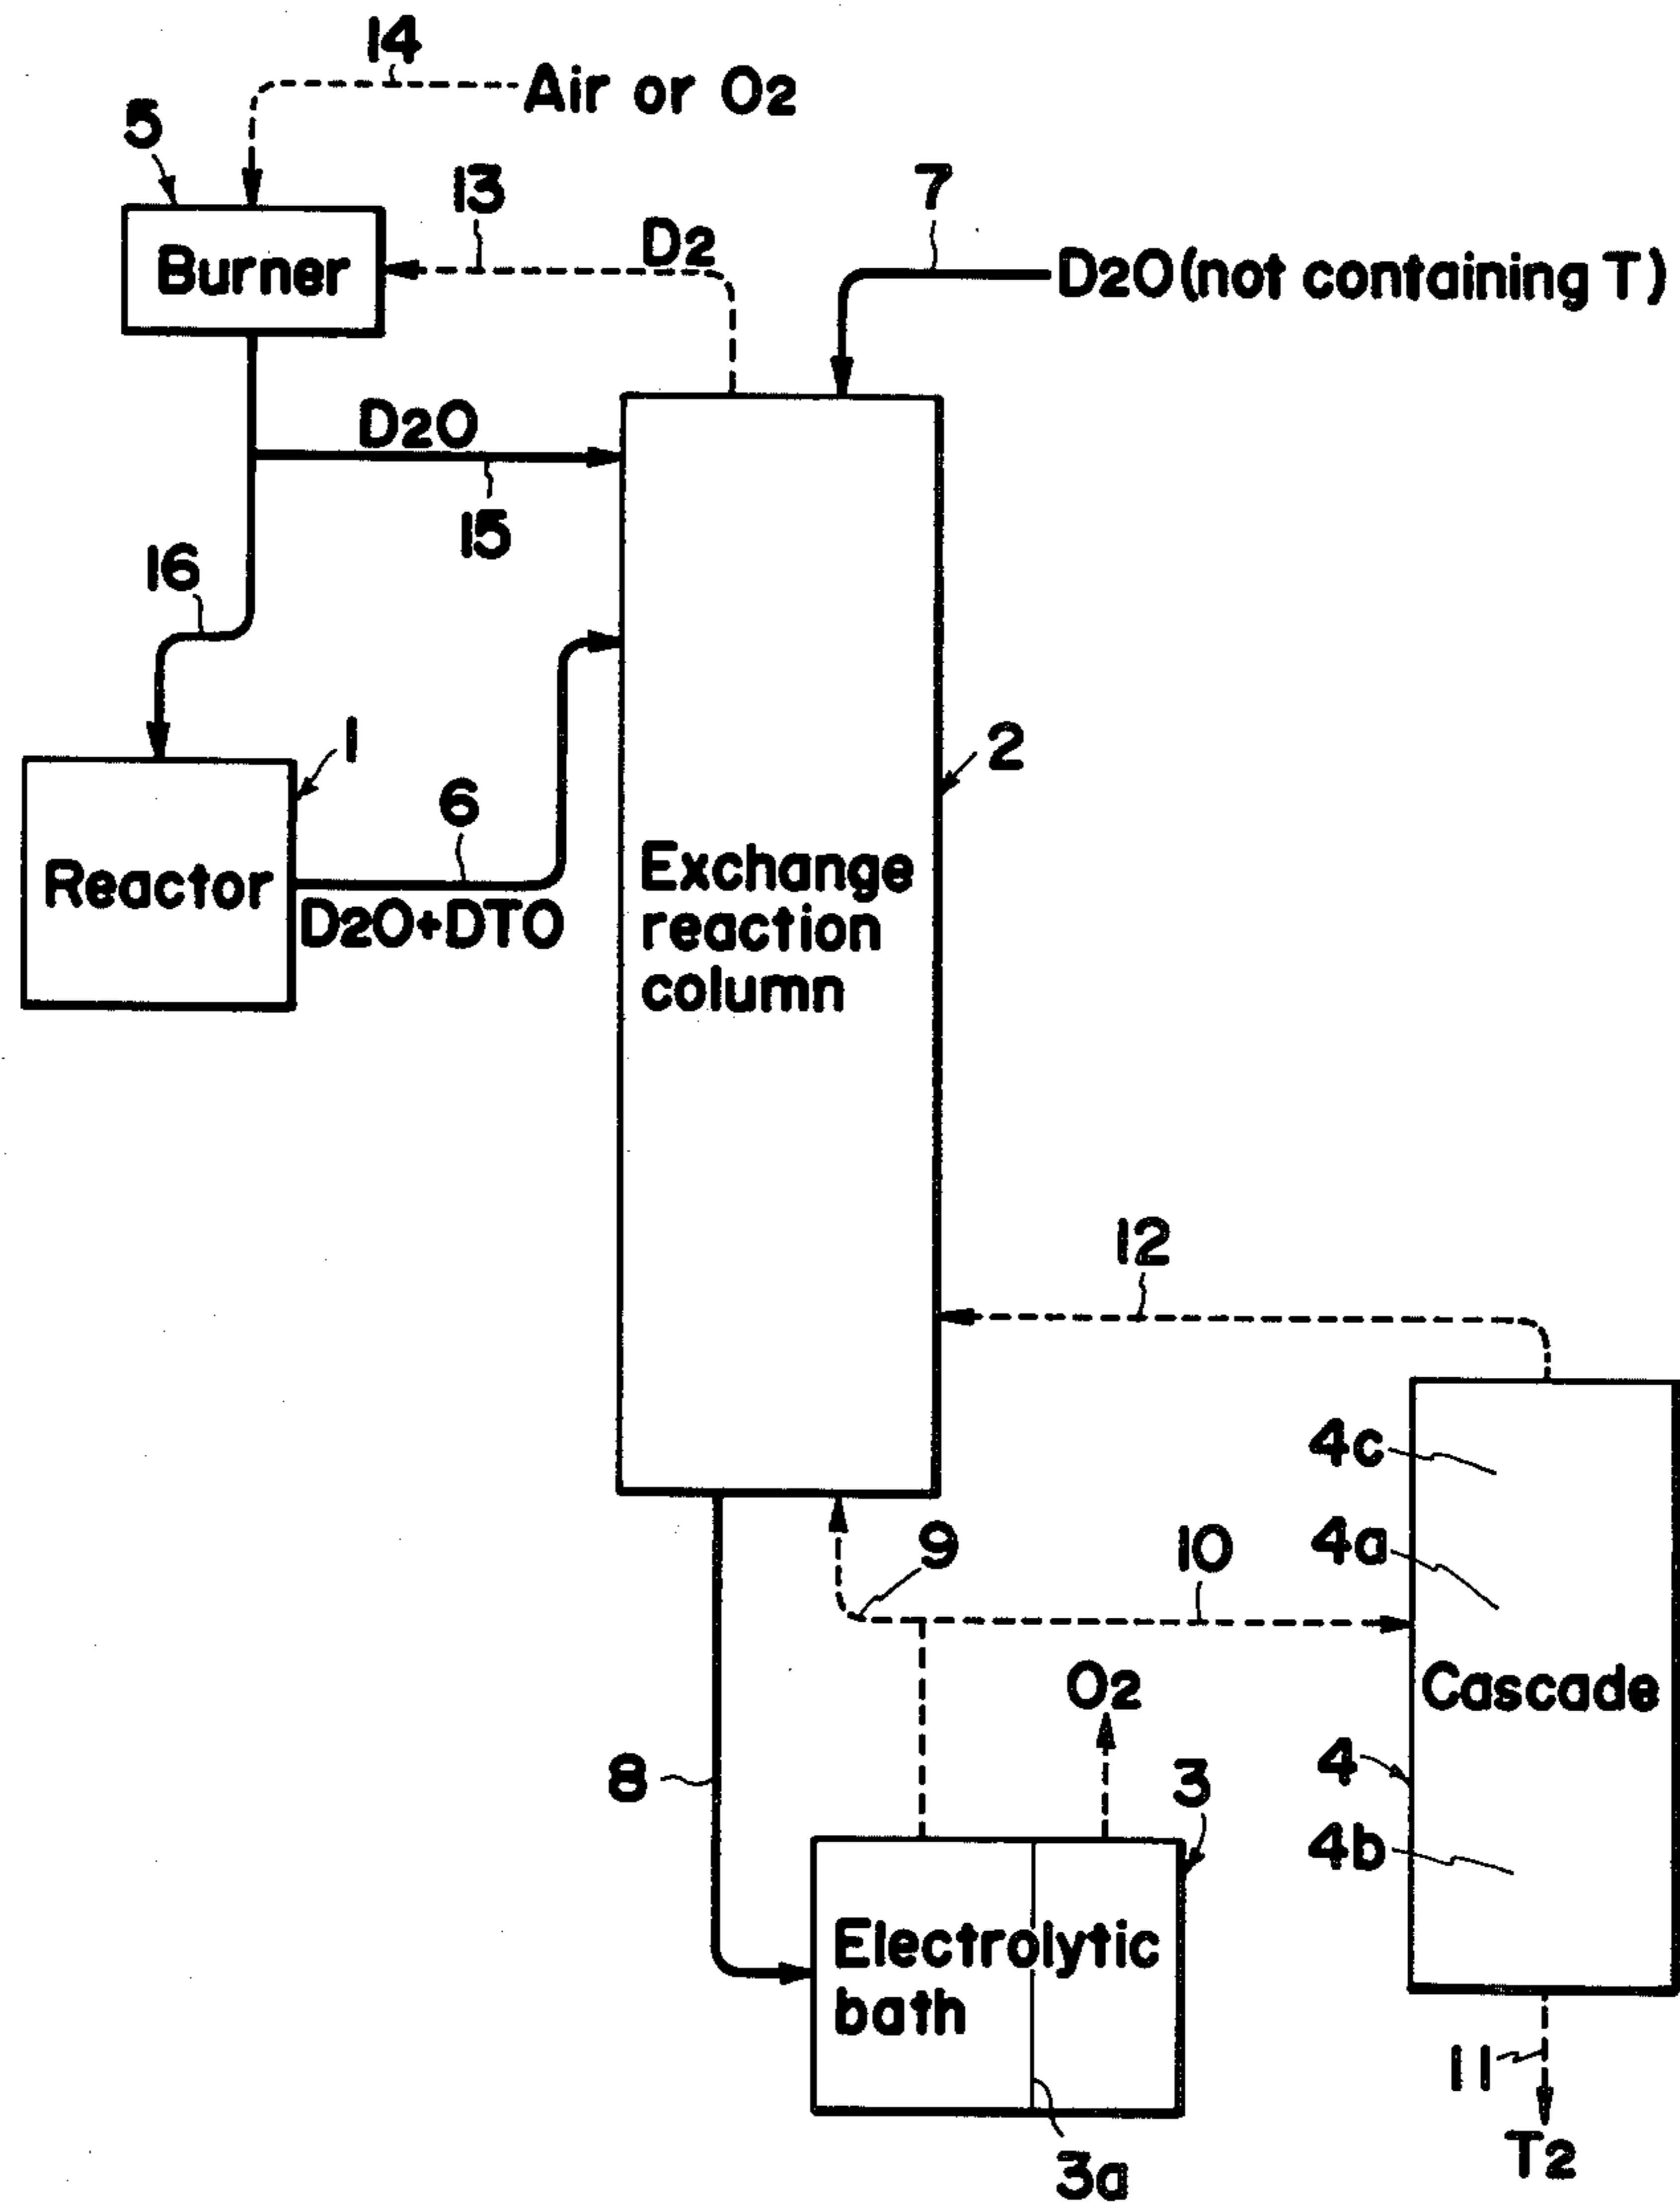 14
Air or O2
5
13
7
D2
Burner
D2O(not containing T)
D2O
15
16
1
2
6
Exchange
reaction
column
Reactor
D2O+DTO
12
4c
4a
9
10
Cascade
O2
4
8
3
4b
Electrolytic
bath
11
3a
T2